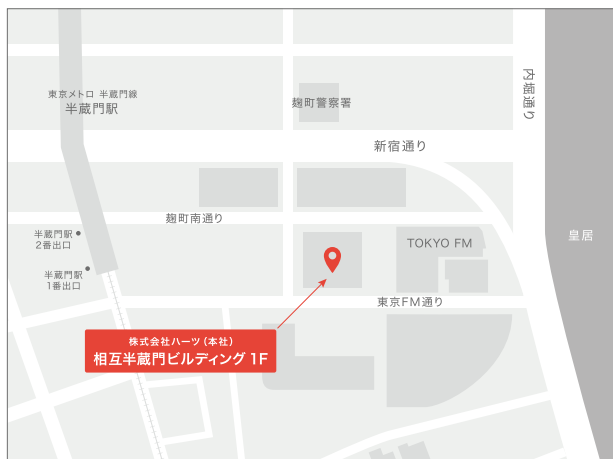 東京メトロ 半蔵門線
半蔵門駅
麹町警察署
内堀通り
新宿通り
麹町南通り
半蔵門駅
2番出口
TOKYO FM
皇居
半蔵門駅
1番出口
東京FM通り
株式会社ハーツ(本社)
相互半蔵門ビルディング 1F